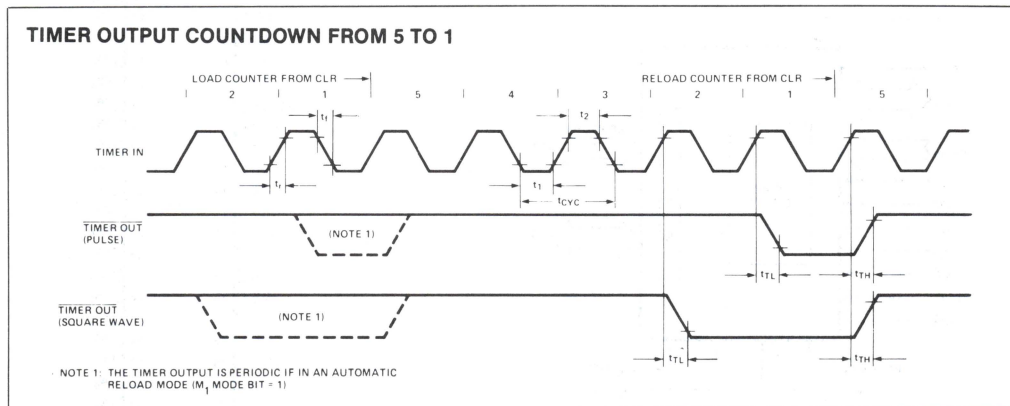 TIMER OUTPUT COUNTDOWN FROM 5 TO 1
LOAD COUNTER FROM CLR
RELOAD COUNTER FROM CLR
2 1 5 4 3 2 1 5
tf
t2
TIMER IN
tr
t1
tCYC
TIMER OUT
(PULSE)
(NOTE 1)
tTL
tTH
TIMER OUT
(SQUARE WAVE)
(NOTE 1)
tTL
tTH
NOTE 1: THE TIMER OUTPUT IS PERIODIC IF IN AN AUTOMATIC
RELOAD MODE (M1 MODE BIT = 1)